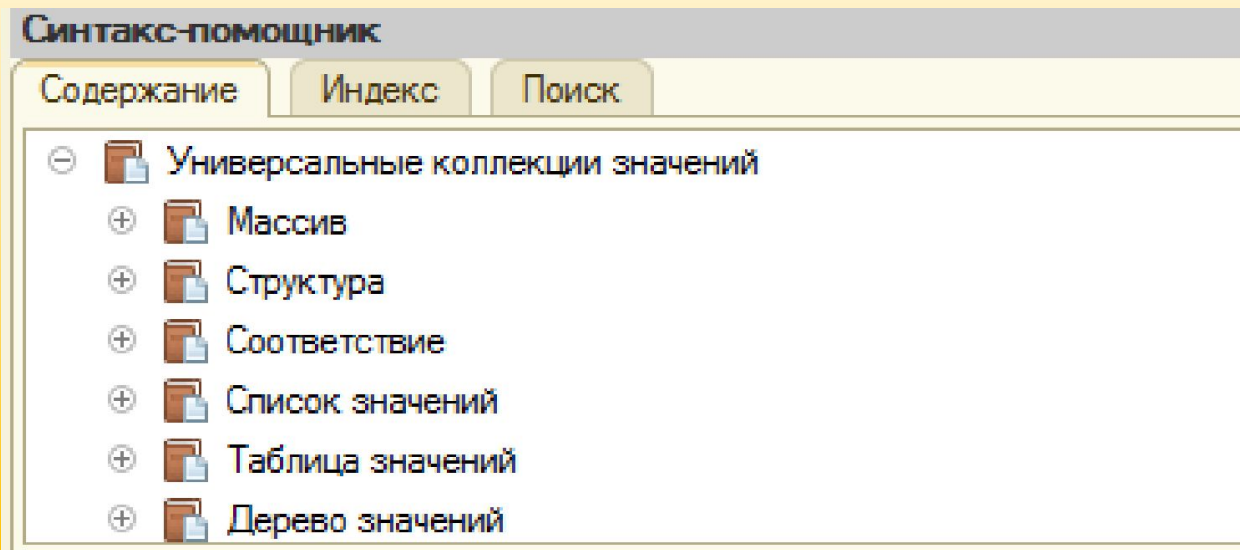 Синтакс-помощник
Содержание Индекс Поиск
Универсальные коллекции значений
Массив
Структура
Соответствие
Список значений
Таблица значений
Дерево значений